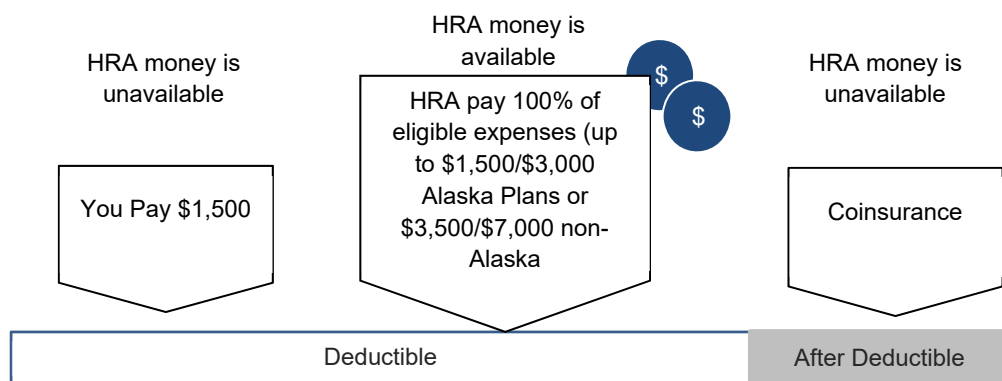 HRA money is
unavailable
You Pay $1,500
HRA money is
available
$
$
HRA pay 100% of
eligible expenses (up
to $1,500/$3,000
Alaska Plans or
$3,500/$7,000 non-
Alaska
HRA money is
unavailable
Coinsurance
Deductible
After Deductible